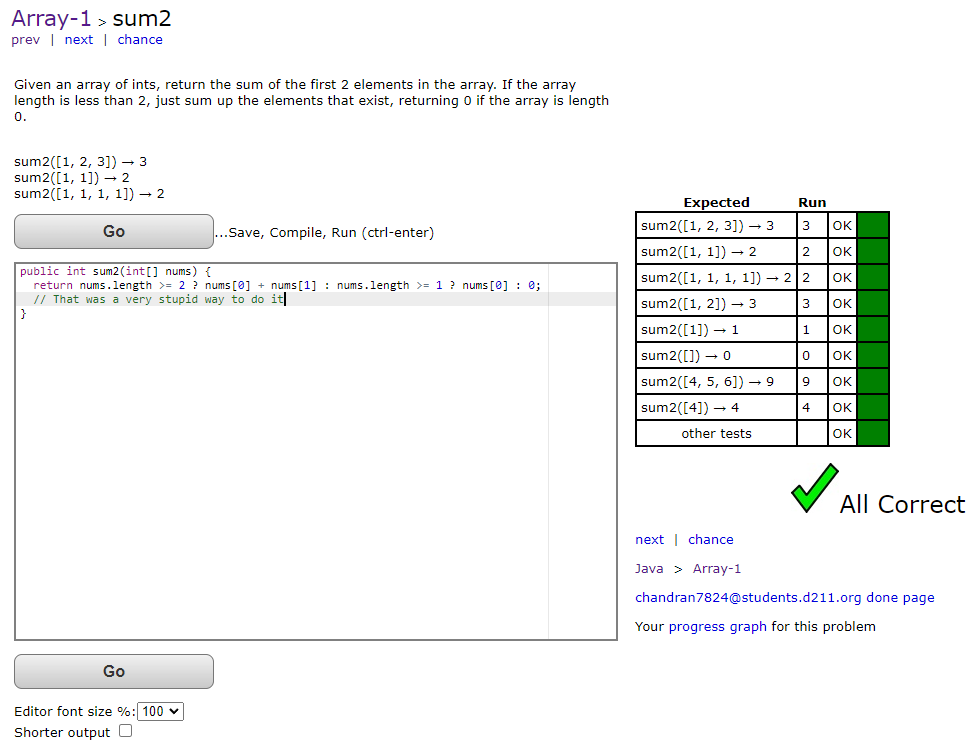 Array-1 > sum2
prev | next | chance
Given an array of ints, return the sum of the first 2 elements in the array. If the array
length is less than 2, just sum up the elements that exist, returning 0 if the array is length
0.
sum2([1, 2, 3]) → 3
sum2([1, 1]) → 2
sum2([1, 1, 1, 1]) → 2
Go
...Save, Compile, Run (ctrl-enter)
public int sum2(int[] nums) {
  return nums.length >= 2 ? nums[0] + nums[1] : nums.length >= 1 ? nums[0] : 0;
  // That was a very stupid way to do it
}
Go
Editor font size %: 100
Shorter output
Expected Run
sum2([1, 2, 3]) → 3 3 OK
sum2([1, 1]) → 2 2 OK
sum2([1, 1, 1, 1]) → 2 2 OK
sum2([1, 2]) → 3 3 OK
sum2([1]) → 1 1 OK
sum2([]) → 0 0 OK
sum2([4, 5, 6]) → 9 9 OK
sum2([4]) → 4 4 OK
other tests OK
All Correct
next | chance
Java > Array-1
chandran7824@students.d211.org done page
Your progress graph for this problem